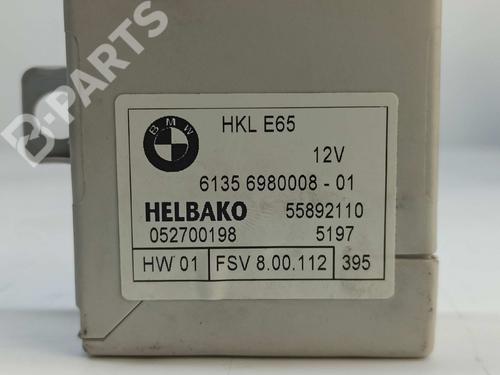 B-PARTS
BMW
HKL E65
12V
6135 6980008 - 01
HELBAKO 55892110
052700198 5197
HW 01 FSV 8.00.112 395